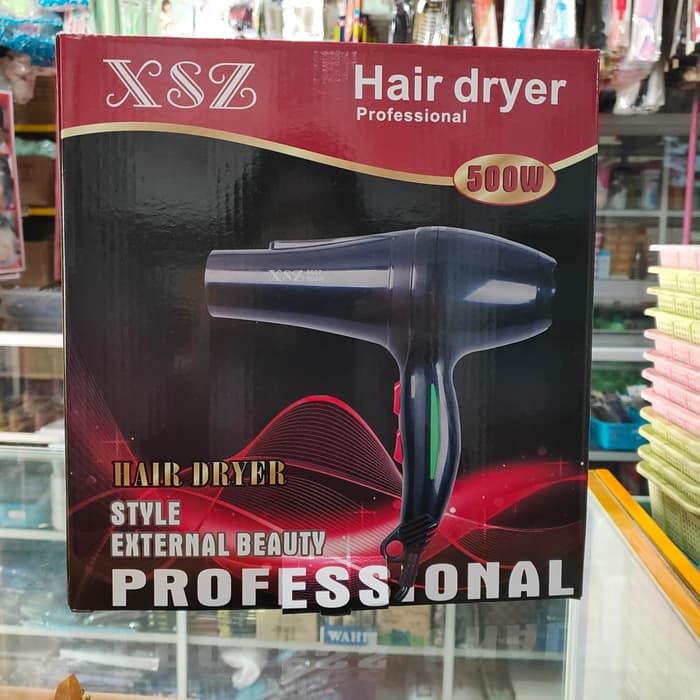 XSZ
Hair dryer
Professional
500W
XSZ
HAIR DRYER
STYLE
EXTERNAL BEAUTY
PROFESSIONAL
WAHL